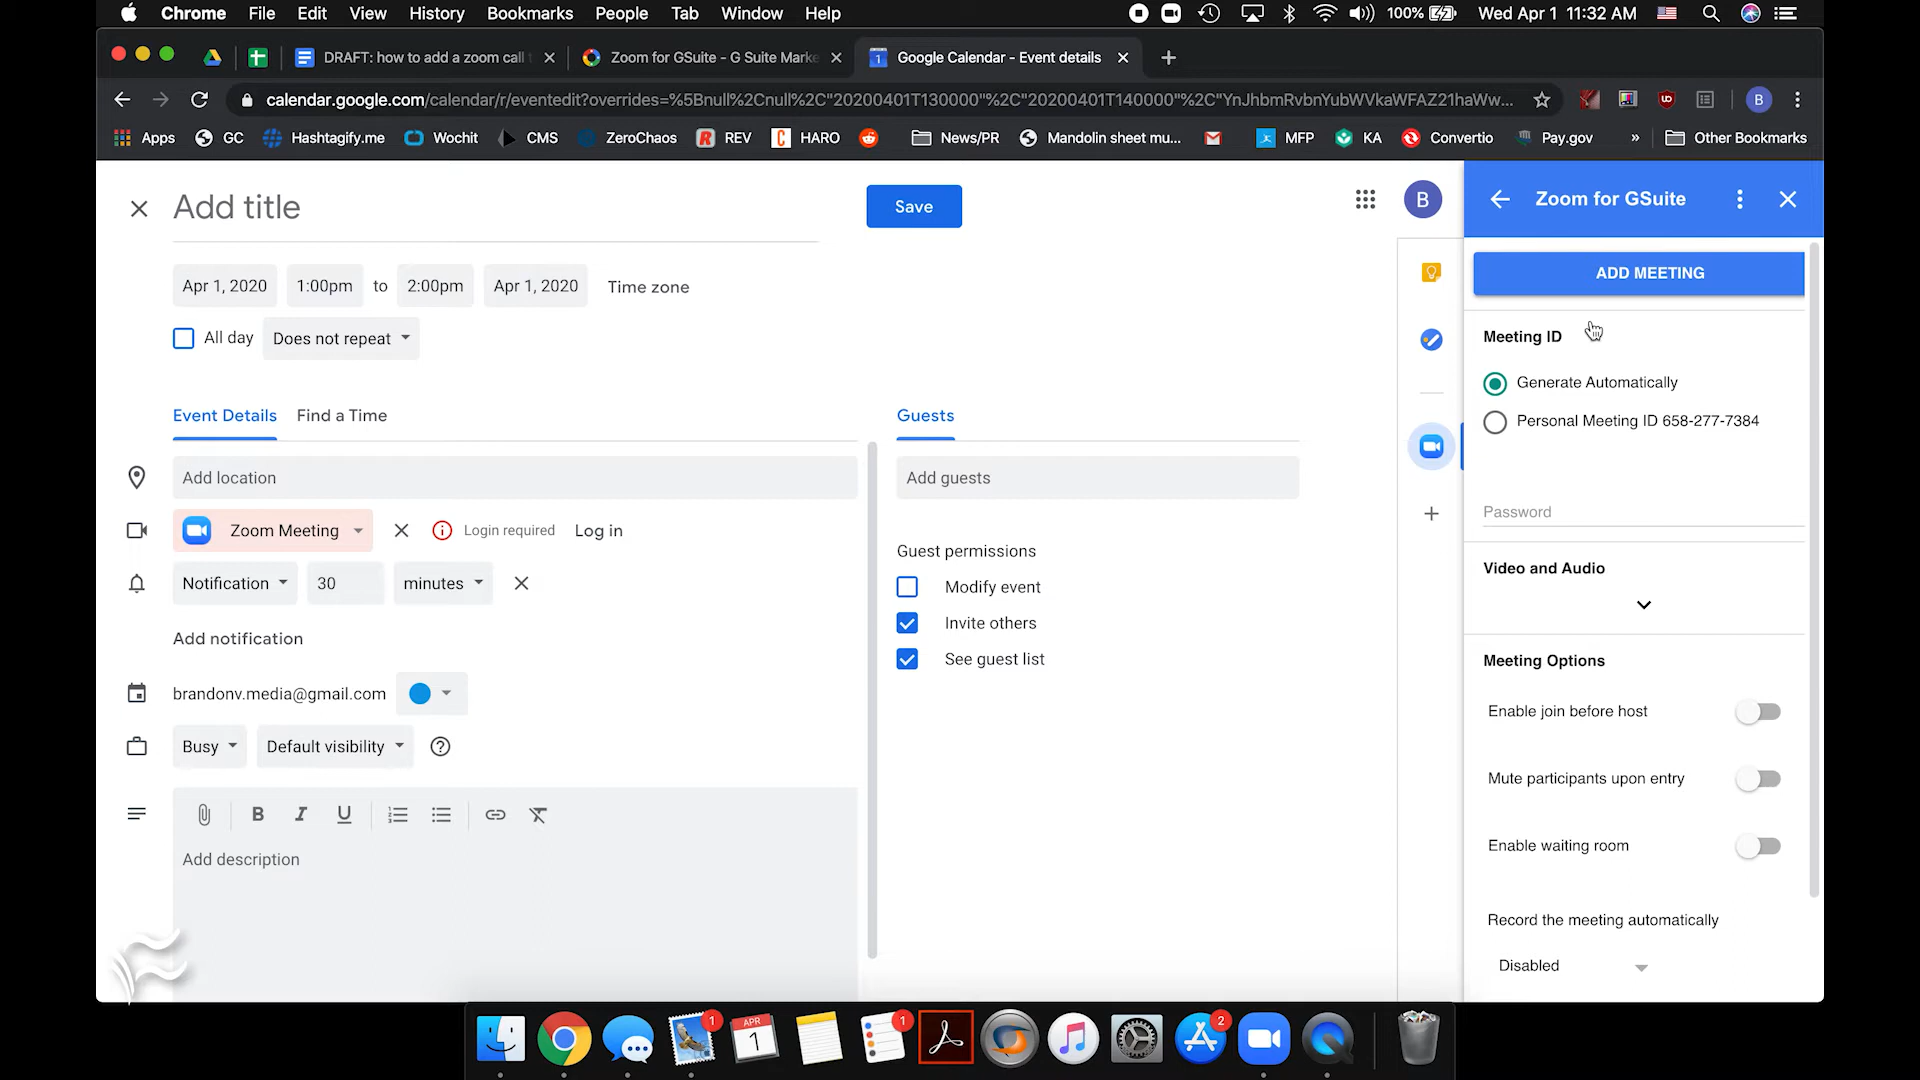 Chrome File Edit View History Bookmarks People Tab Window Help 100% Wed Apr 1 11:32 AM
DRAFT: how to add a zoom call Zoom for GSuite - G Suite Marke Google Calendar - Event details
calendar.google.com/calendar/r/eventedit?overrides=%5Bnull%2Cnull%2C"20200401T130000"%2C"20200401T140000"%2C"YnJhbmRvbnYubWVkaWFAZ21haWw... B
Apps GC Hashtagify.me Wochit CMS ZeroChaos REV HARO News/PR Mandolin sheet mu... MFP KA Convertio Pay.gov » Other Bookmarks
Add title Save B Zoom for GSuite
ADD MEETING
Apr 1, 2020 1:00pm to 2:00pm Apr 1, 2020 Time zone
All day Does not repeat
Meeting ID
Generate Automatically
Personal Meeting ID 658-277-7384
Event Details Find a Time Guests
Add location Add guests
Password
Zoom Meeting Login required Log in
Guest permissions
Video and Audio
Notification 30 minutes Modify event
Invite others
Add notification
See guest list
Meeting Options
brandonv.media@gmail.com
Enable join before host
Busy Default visibility
Mute participants upon entry
B I U
Enable waiting room
Add description
Record the meeting automatically
Disabled
1 APR 1 1 2